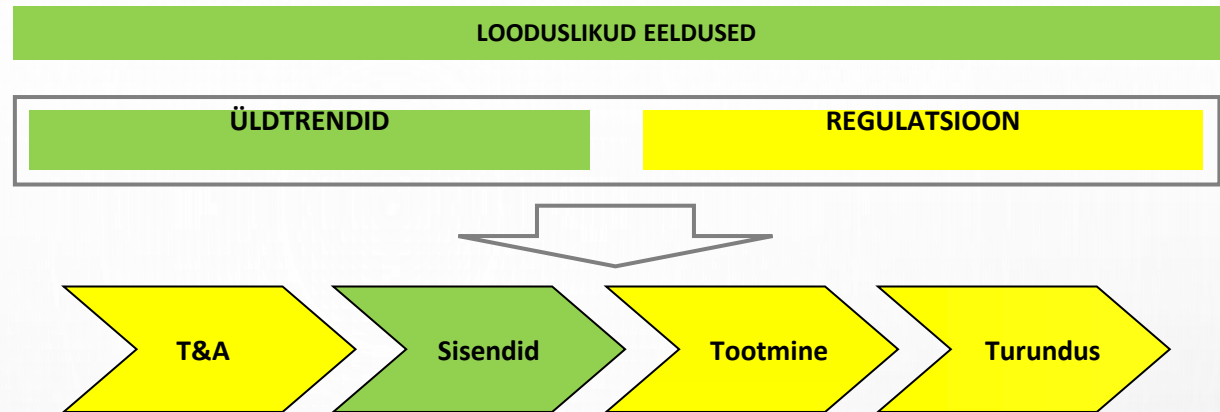 LOODUSLIKUD EELDUSED
ÜLDTRENDID
REGULATSIOON
T&A
Sisendid
Tootmine
Turundus